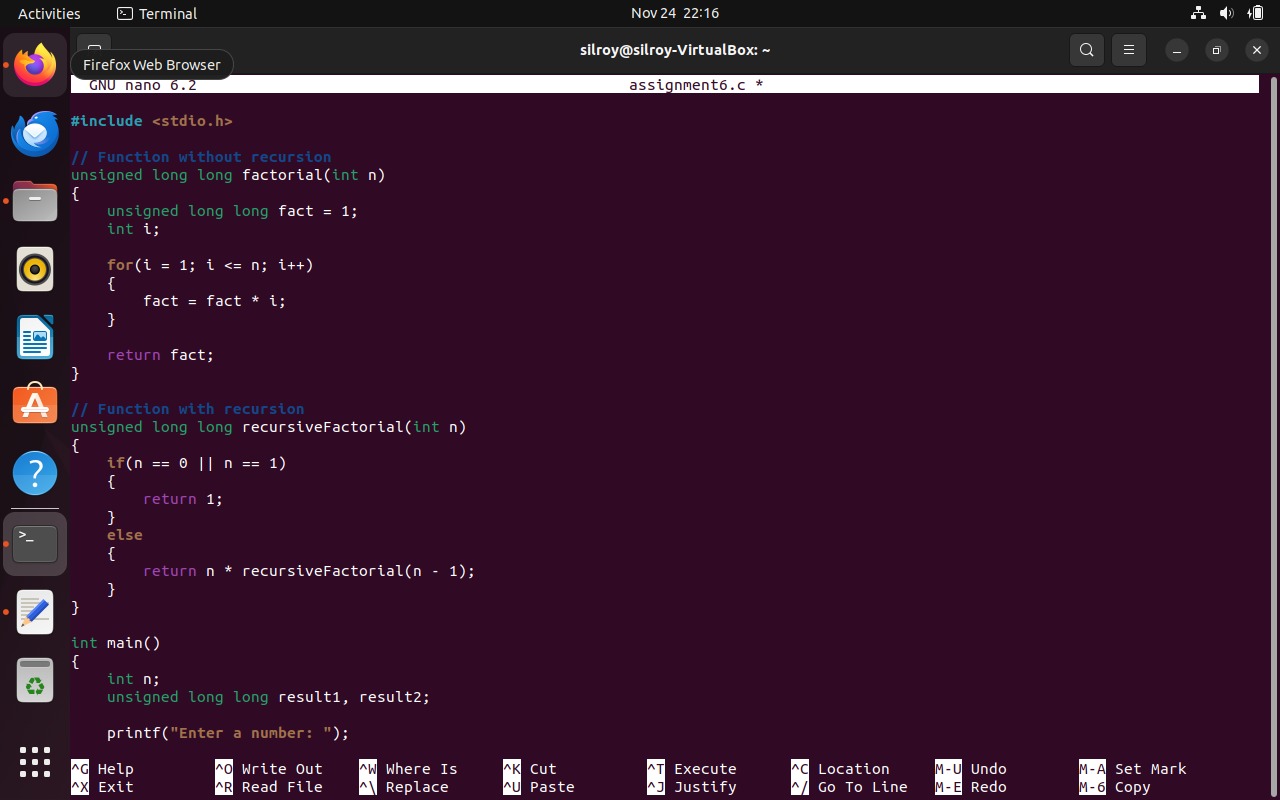 Activities Terminal Nov 24 22:16
silroy@silroy-VirtualBox: ~
Firefox Web Browser
GNU nano 6.2 assignment6.c *
#include <stdio.h>
// Function without recursion
unsigned long long factorial(int n)
{
    unsigned long long fact = 1;
    int i;
    for(i = 1; i <= n; i++)
    {
        fact = fact * i;
    }
    return fact;
}
// Function with recursion
unsigned long long recursiveFactorial(int n)
{
    if(n == 0 || n == 1)
    {
        return 1;
    }
    else
    {
        return n * recursiveFactorial(n - 1);
    }
}
int main()
{
    int n;
    unsigned long long result1, result2;
    printf("Enter a number: ");
^G Help ^O Write Out ^W Where Is ^K Cut ^T Execute ^C Location M-U Undo M-A Set Mark
^X Exit ^R Read File ^\ Replace ^U Paste ^J Justify ^/ Go To Line M-E Redo M-6 Copy